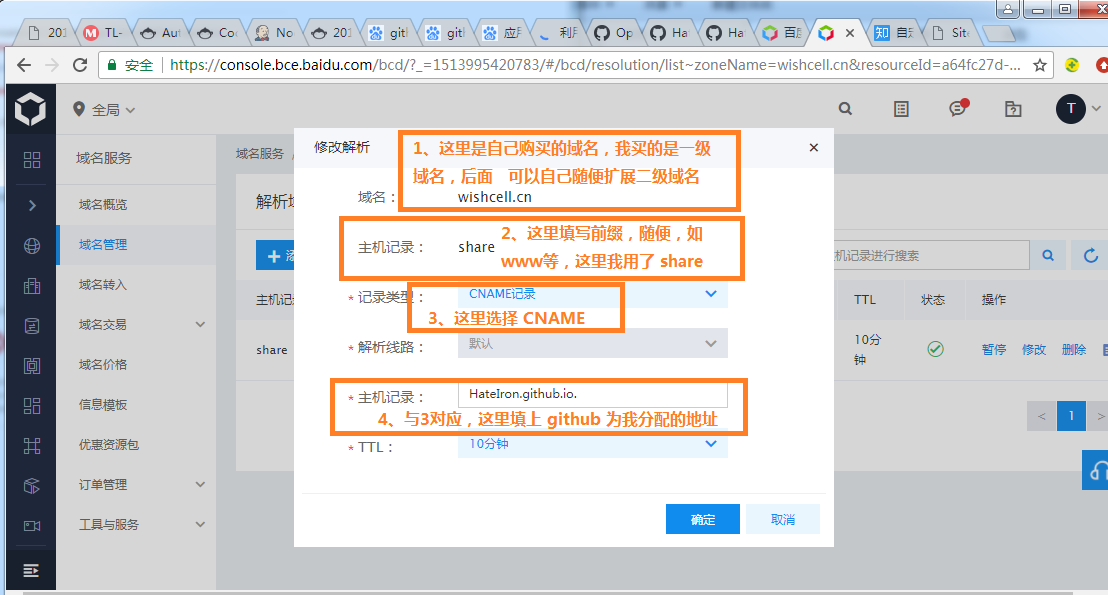 201
TL-
Aut
Co
No
201
git
git
应月
利用
Op
Ha
Ha
百度
知
自定
Site
安全
https://console.bce.baidu.com/bcd/?_=1513995420783/#/bcd/resolution/list~zoneName=wishcell.cn&resourceId=a64fc27d-...
全局
T
域名服务
域名概览
域名管理
域名转入
域名交易
域名价格
信息模板
优惠资源包
订单管理
工具与服务
域名服务 /
解析域
+ 添
机记录进行搜索
主机记
TTL
状态
操作
share
10分
钟
暂停
修改
删除
<
1
>
修改解析
×
1、这里是自己购买的域名，我买的是一级
域名，后面 可以自己随便扩展二级域名
域名：
wishcell.cn
主机记录：
share
2、这里填写前缀，随便，如
www等，这里我用了 share
* 记录类型：
CNAME记录
3、这里选择 CNAME
* 解析线路：
默认
* 主机记录：
HateIron.github.io.
4、与3对应，这里填上 github 为我分配的地址
* TTL：
10分钟
确定
取消